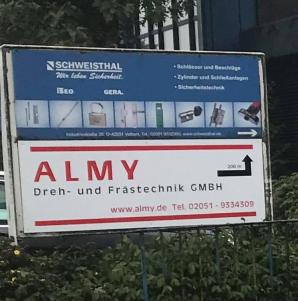 SCHWEISTHAL
Wir leben Sicherheit.
GERA.
• Schlösser und Beschläge
• Zylinder und Schließanlagen
• Sicherheitstechnik
ALMY
200 m
Dreh- und Frästechnik GMBH
www.almy.de Tel. 02051 - 9334309